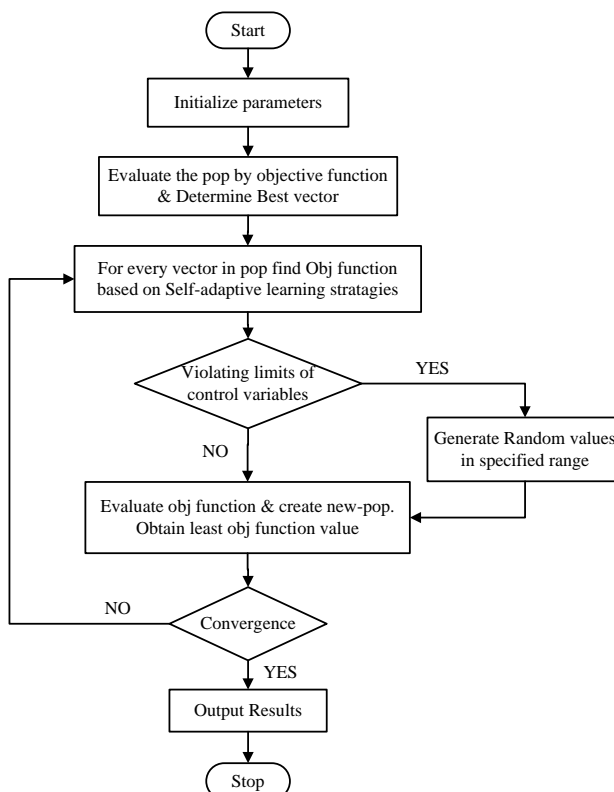 Start
Initialize parameters
Evaluate the pop by objective function
& Determine Best vector
For every vector in pop find Obj function
based on Self-adaptive learning stratagies
Violating limits of
control variables
YES
Generate Random values
in specified range
NO
Evaluate obj function & create new-pop.
Obtain least obj function value
NO
Convergence
YES
Output Results
Stop